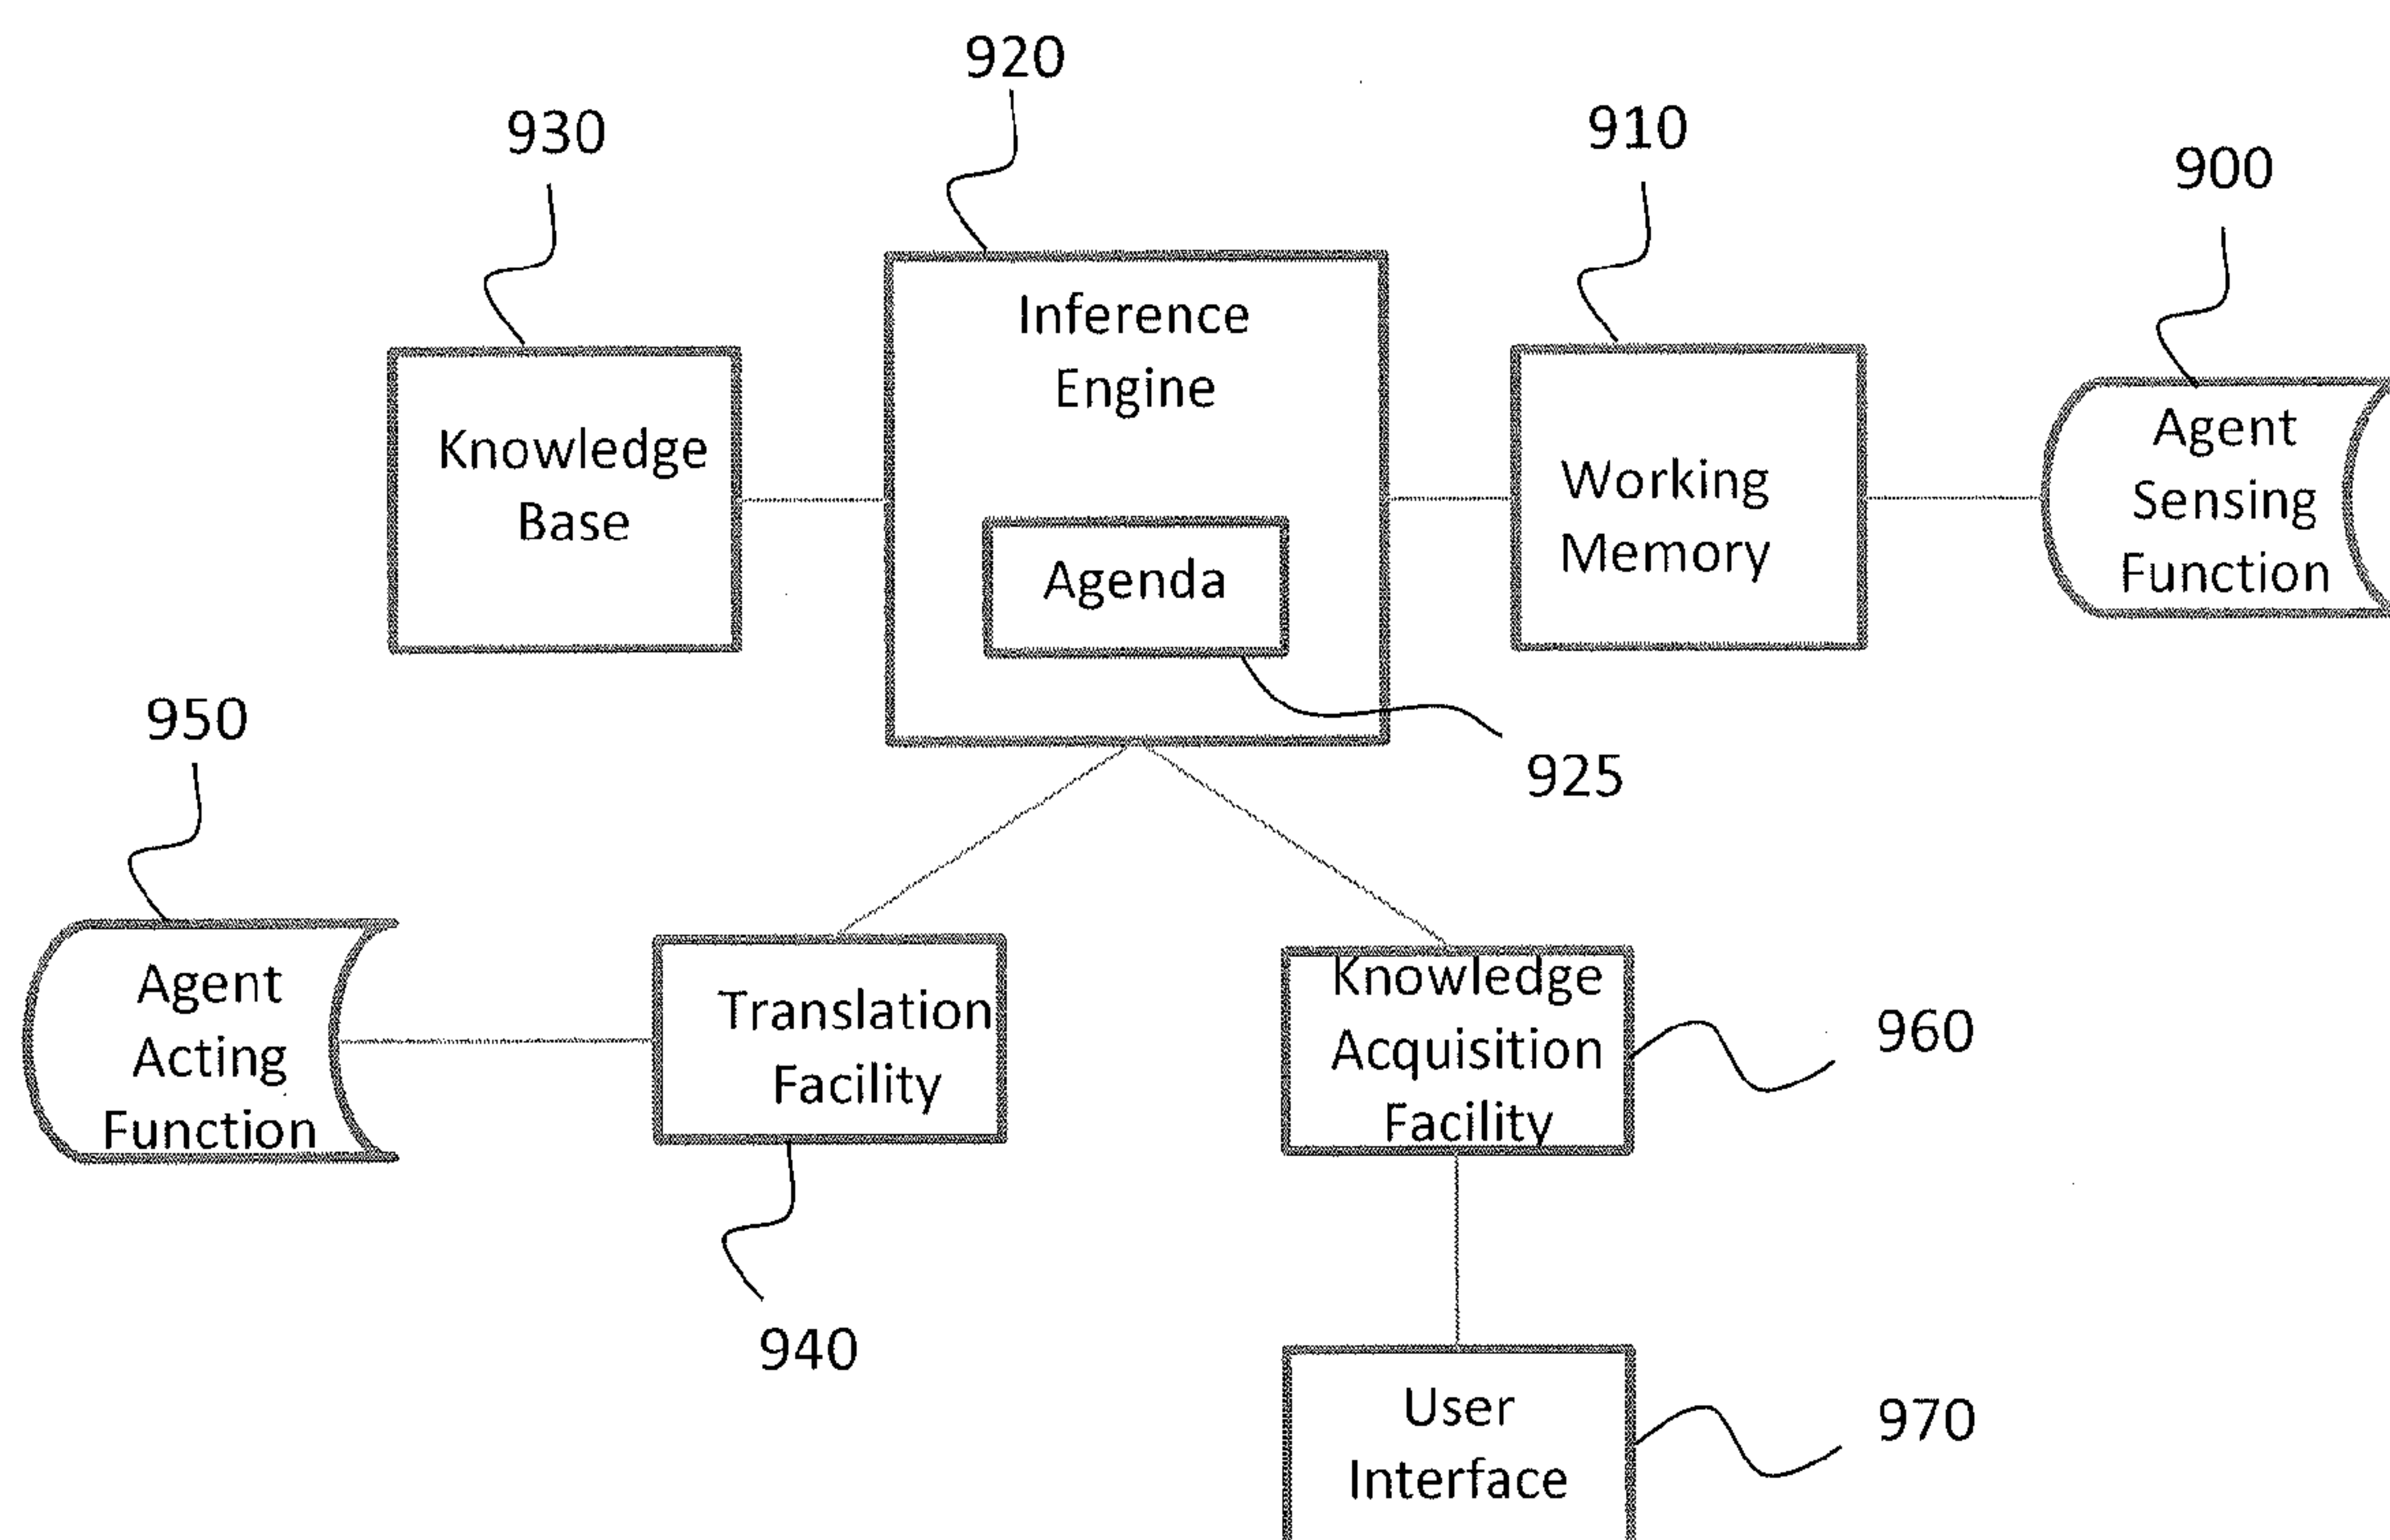 920
930
910
900
Inference
Engine
Knowledge
Base
Agenda
Working
Memory
Agent
Sensing
Function
950
925
Agent
Acting
Function
Translation
Facility
Knowledge
Acquisition
Facility
960
940
User
Interface
970